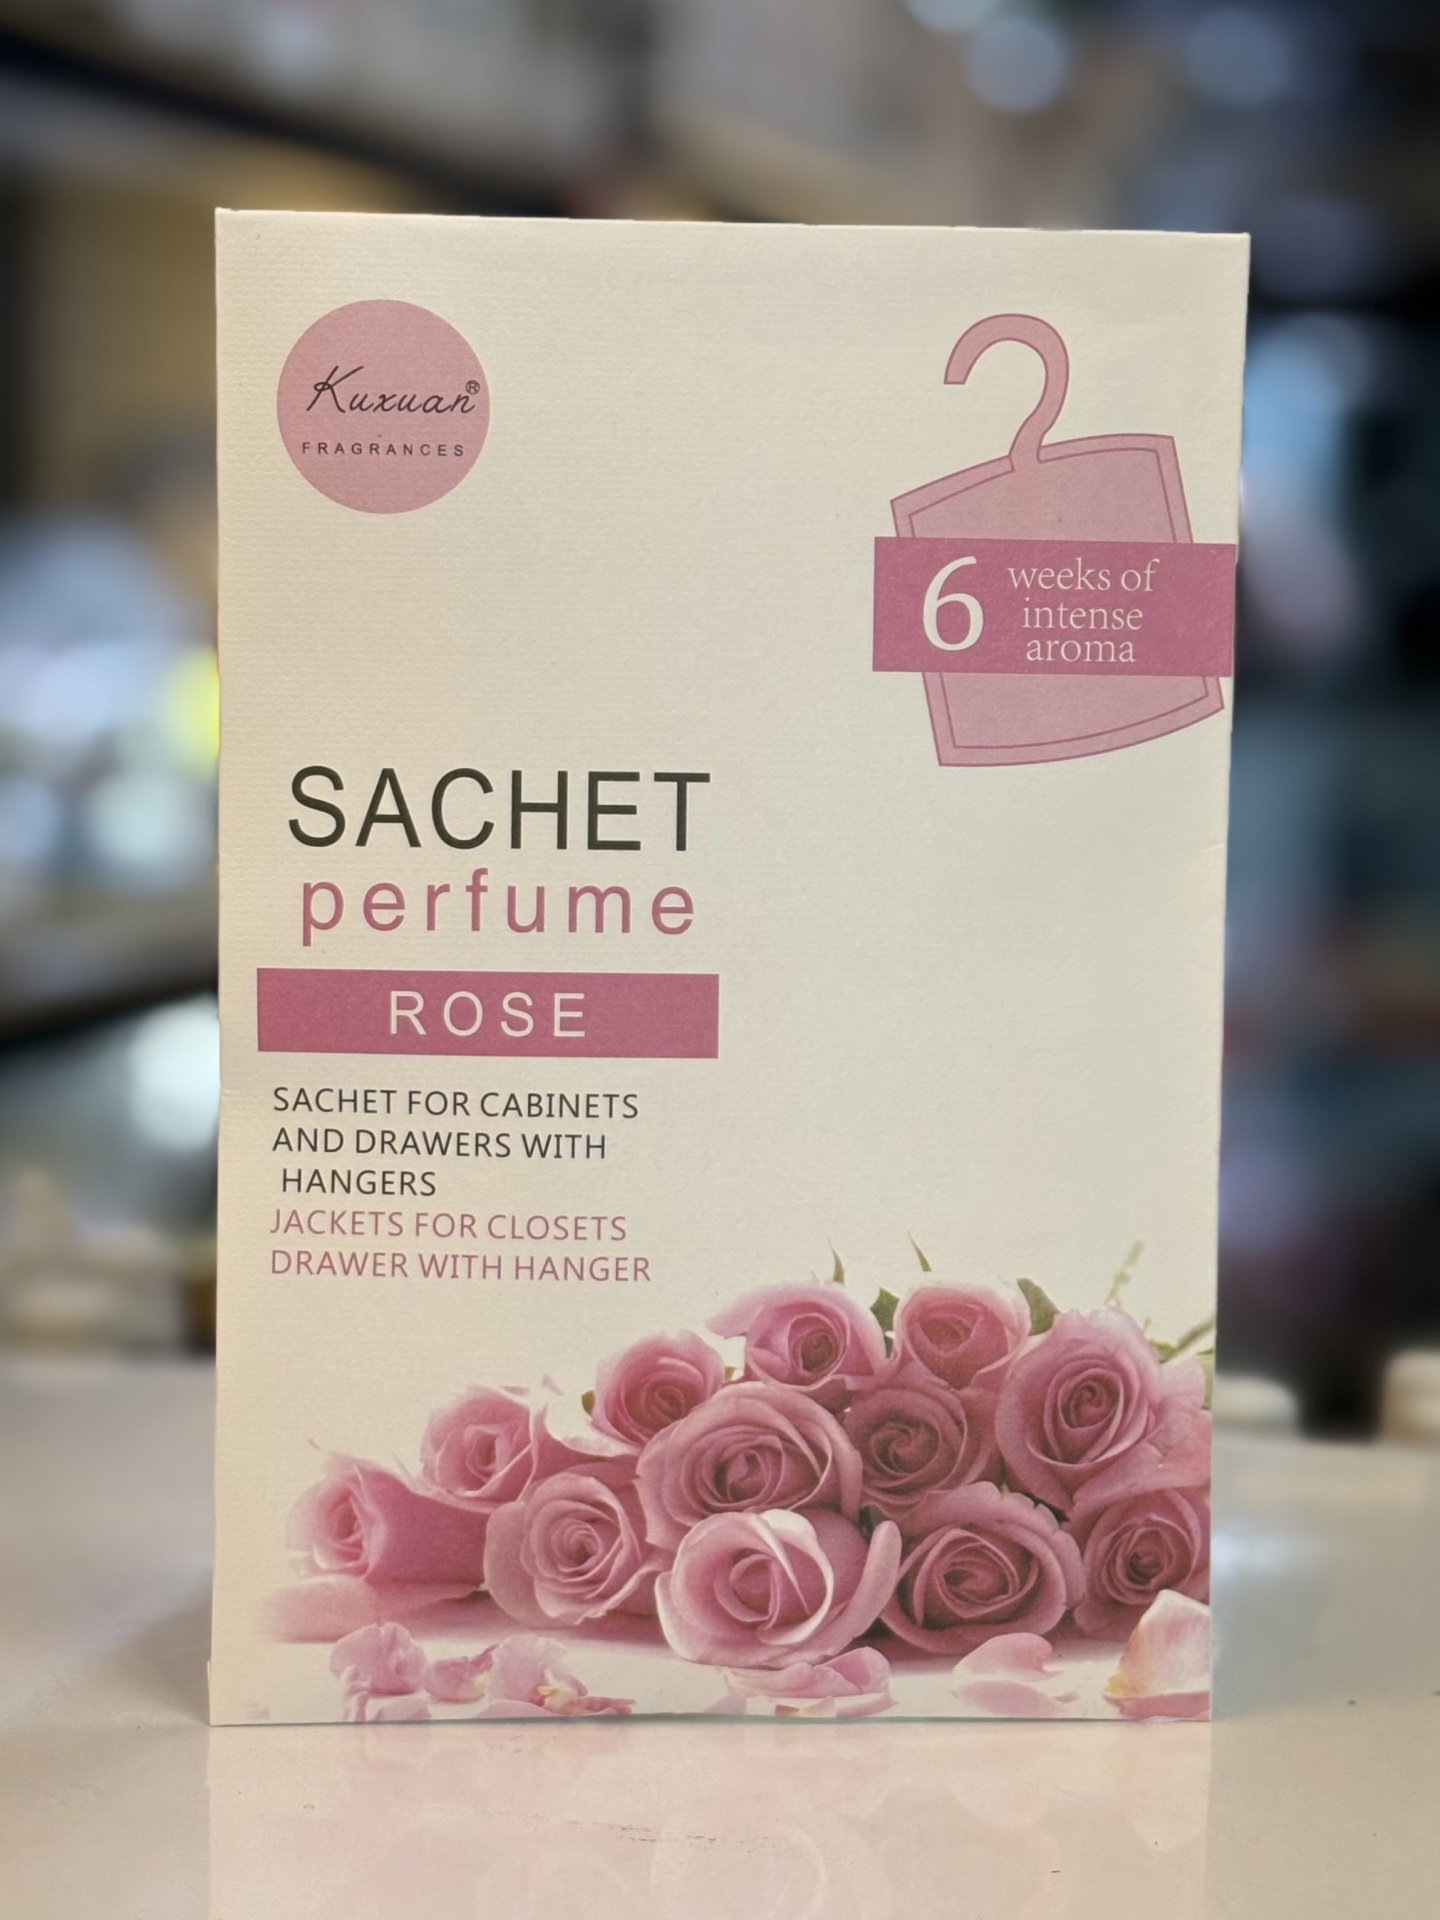 Kuxuan®
FRAGRANCES
6 weeks of
intense
aroma
SACHET
perfume
ROSE
SACHET FOR CABINETS
AND DRAWERS WITH
HANGERS
JACKETS FOR CLOSETS
DRAWER WITH HANGER